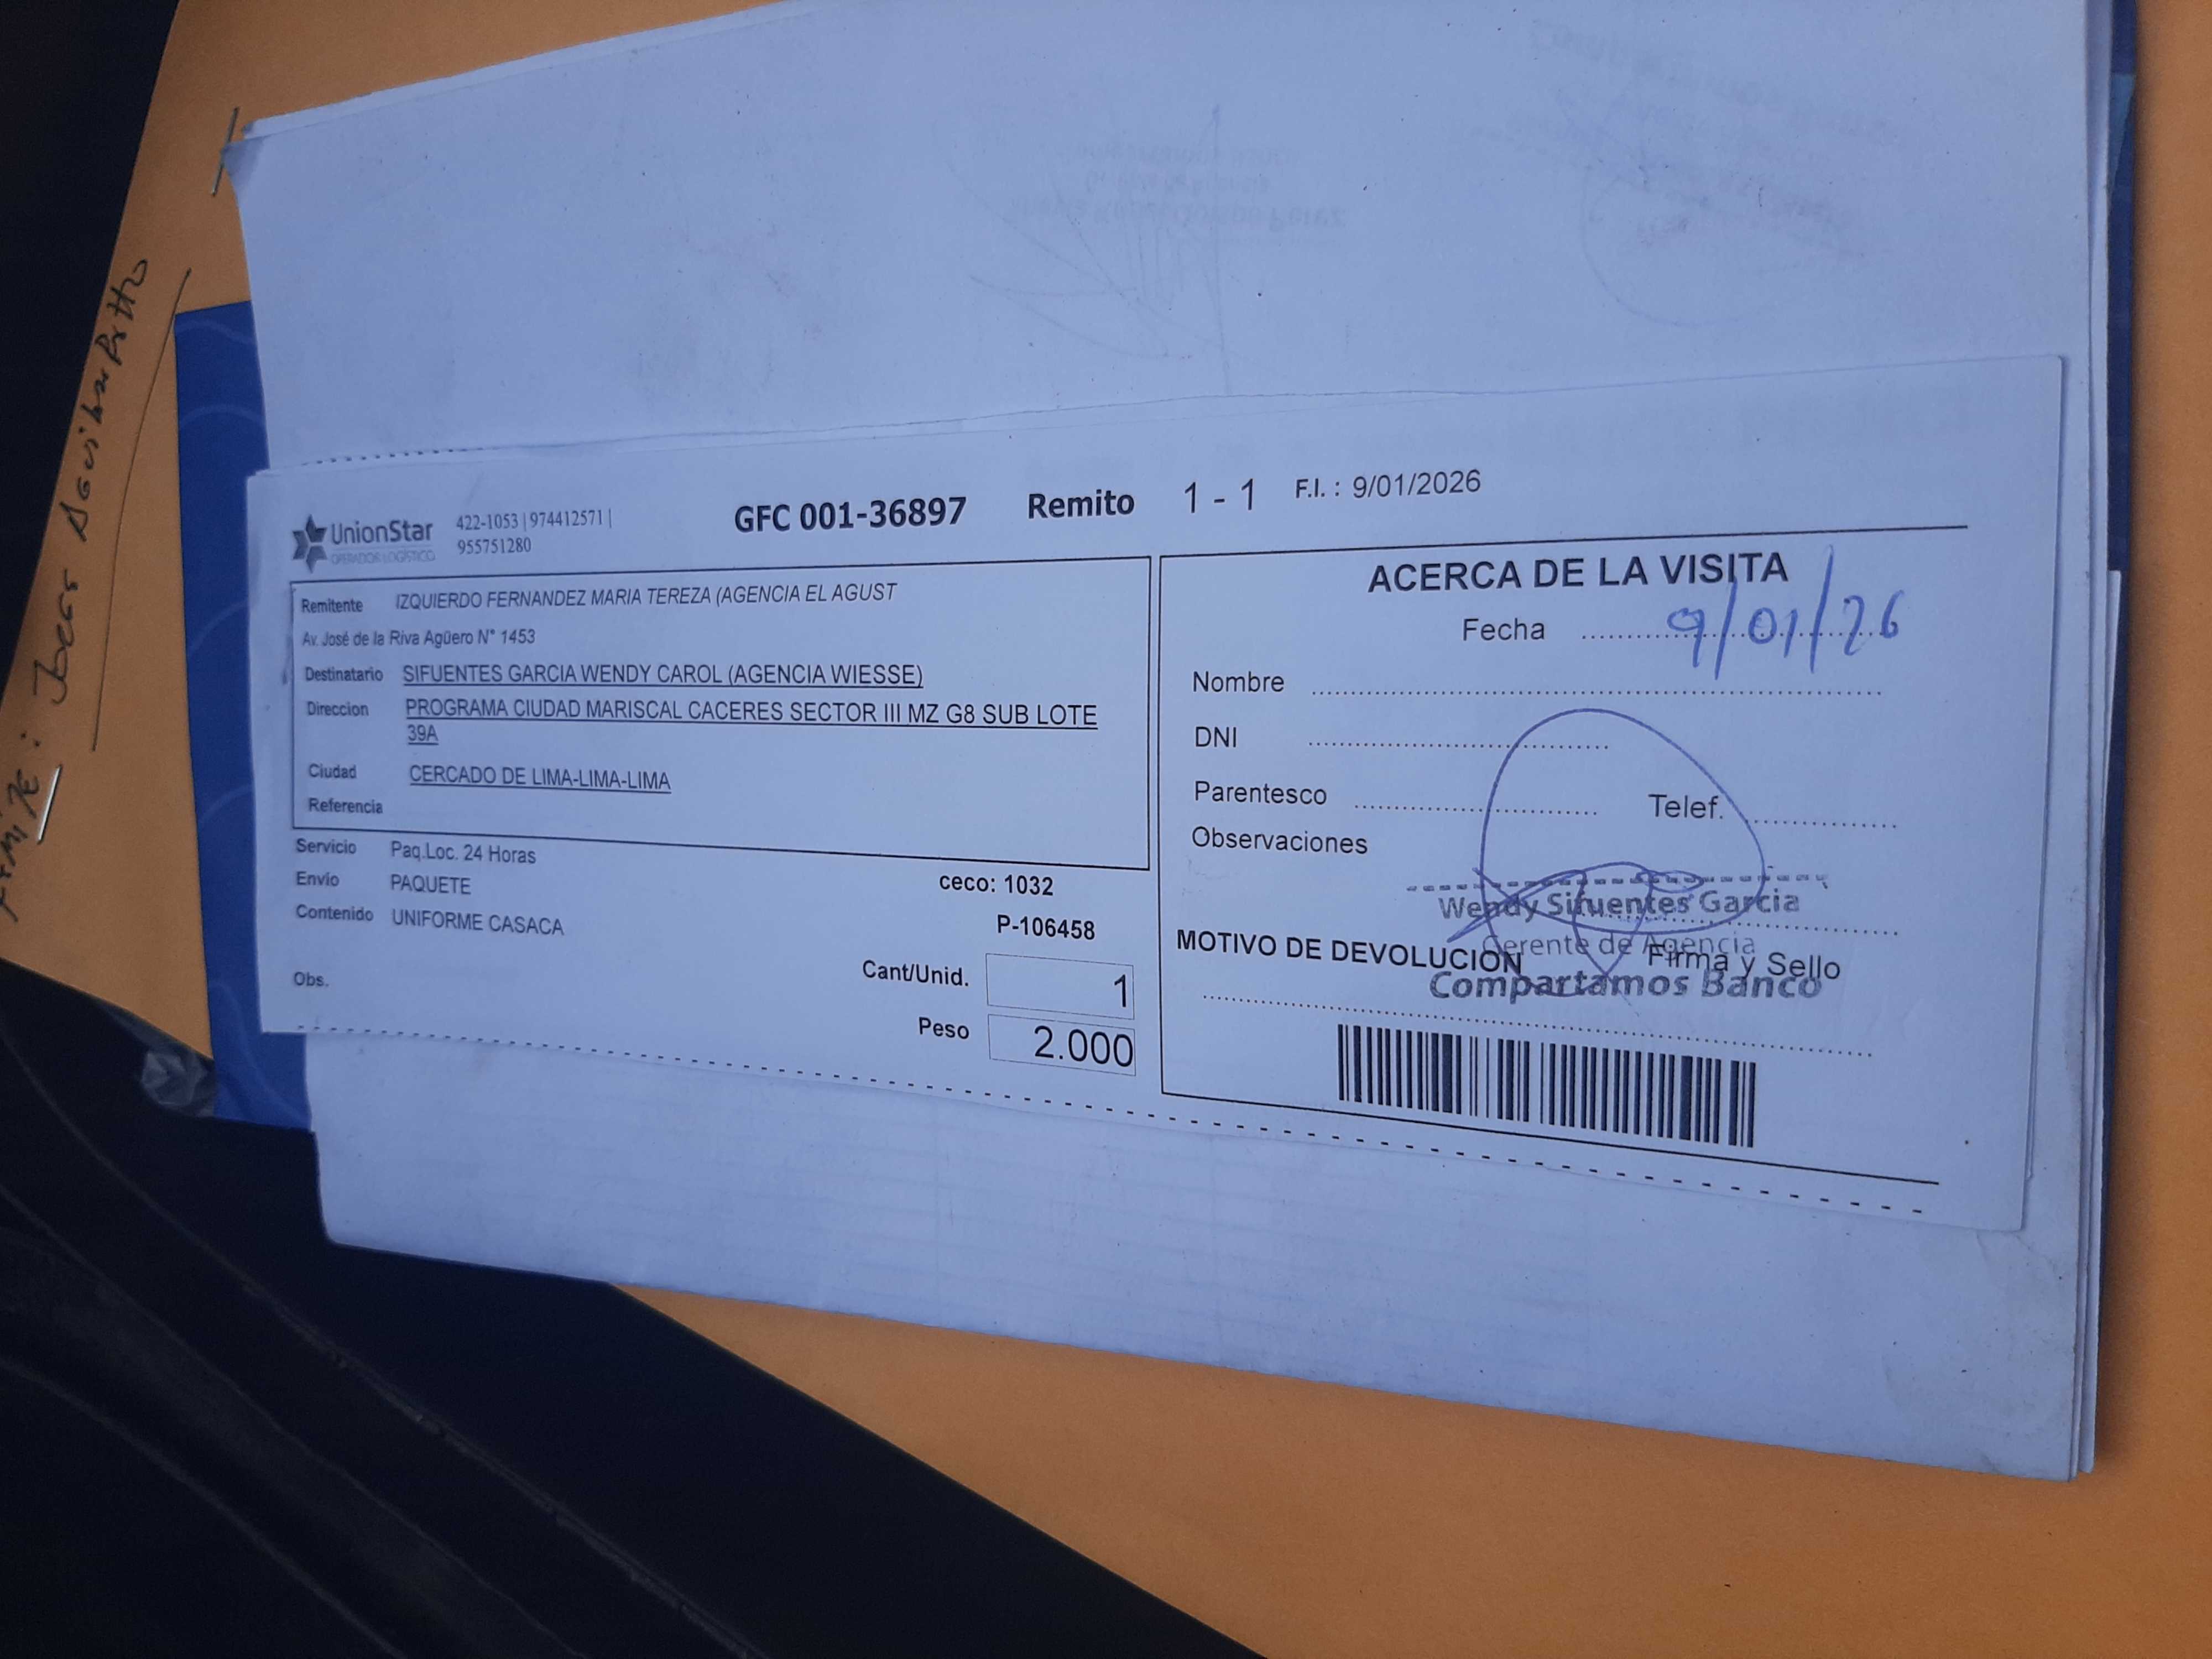 UnionStar
OPERADOR LOGÍSTICO
422-1053 | 974412571 |
955751280
GFC 001-36897 Remito 1 - 1 F.I. : 9/01/2026
Remitente IZQUIERDO FERNANDEZ MARIA TEREZA (AGENCIA EL AGUST
Av. José de la Riva Agüero N° 1453
Destinatario SIFUENTES GARCIA WENDY CAROL (AGENCIA WIESSE)
Direccion PROGRAMA CIUDAD MARISCAL CACERES SECTOR III MZ G8 SUB LOTE
39A
Ciudad CERCADO DE LIMA-LIMA-LIMA
Referencia
Servicio Paq.Loc. 24 Horas
Envio PAQUETE
Contenido UNIFORME CASACA
Obs.
ceco: 1032
P-106458
Cant/Unid. 1
Peso 2.000
ACERCA DE LA VISITA
Fecha 9/01/26
Nombre
DNI
Parentesco Telef.
Observaciones
Wendy Sifuentes Garcia
Gerente de Agencia
Compartamos Banco
MOTIVO DE DEVOLUCION Firma y Sello